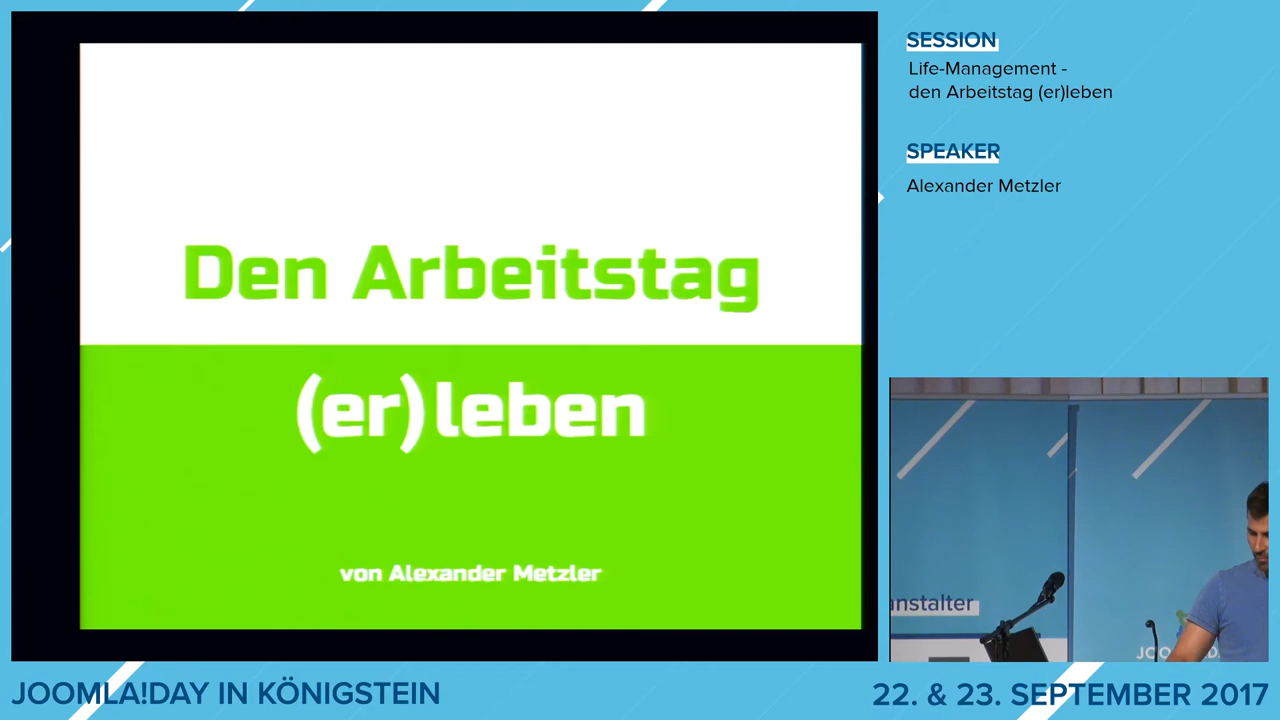 Den Arbeitstag
(er)leben
von Alexander Metzler
SESSION
Life-Management -
den Arbeitstag (er)leben
SPEAKER
Alexander Metzler
nstalter
JOOMLA!DAY IN KÖNIGSTEIN
22. & 23. SEPTEMBER 2017